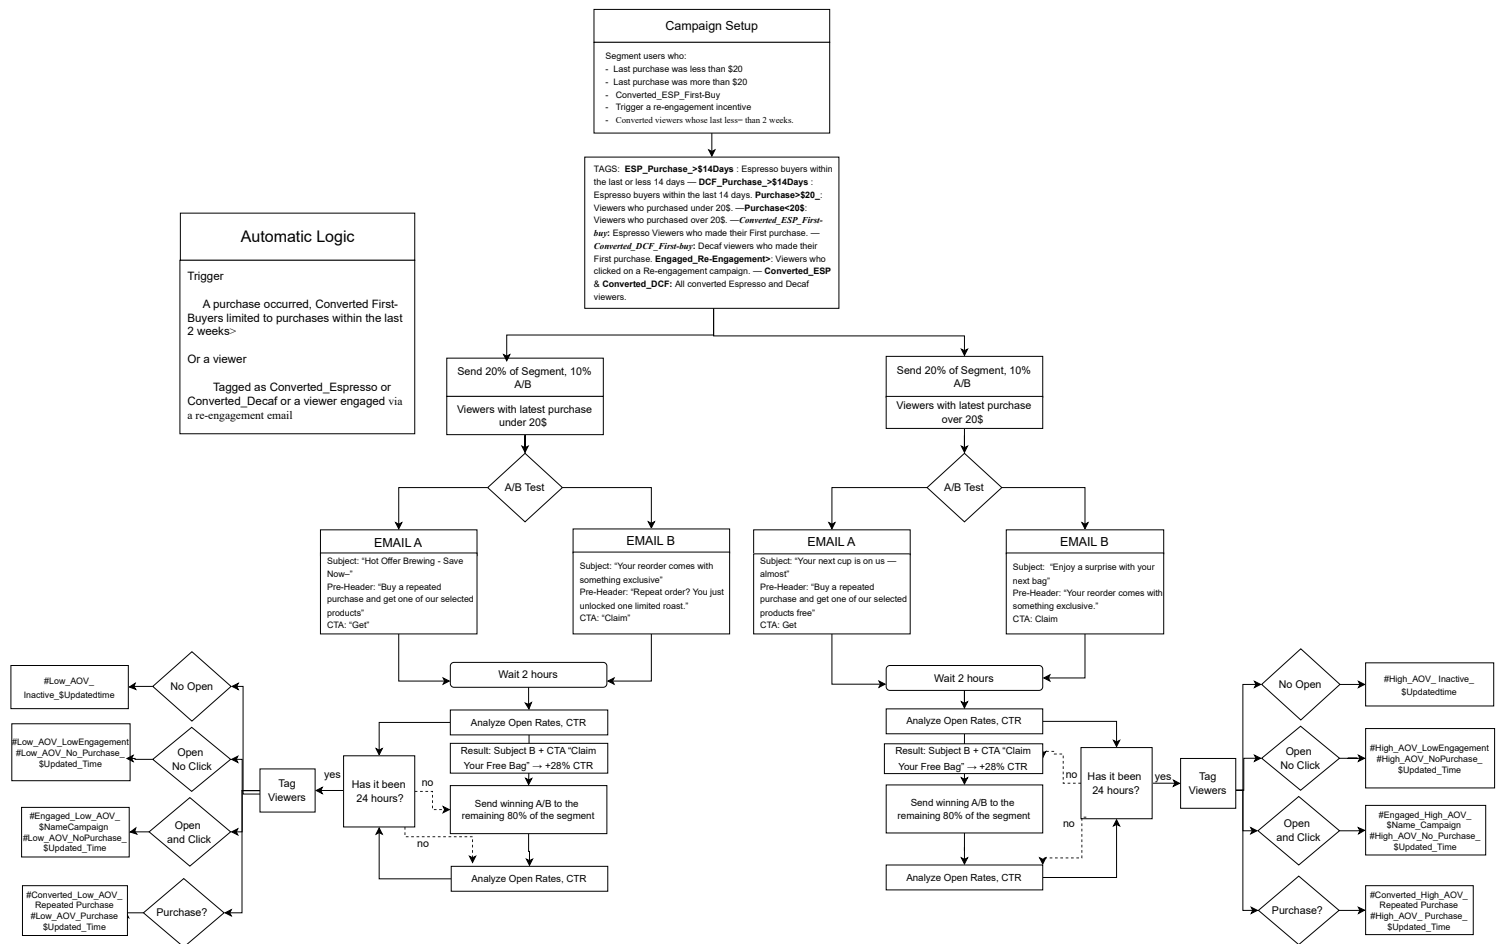 Campaign Setup
Segment users who:
- Last purchase was less than $20
- Last purchase was more than $20
- Converted_ESP_First-Buy
- Trigger a re-engagement incentive
- Converted viewers whose last less= than 2 weeks.
TAGS: ESP_Purchase_>$14Days : Espresso buyers within
the last or less 14 days — DCF_Purchase_>$14Days :
Espresso buyers within the last 14 days. Purchase>$20_:
Viewers who purchased under 20$. —Purchase<20$:
Viewers who purchased over 20$. —Converted_ESP_First-
buy: Espresso Viewers who made their First purchase. —
Converted_DCF_First-buy: Decaf viewers who made their
First purchase. Engaged_Re-Engagement>: Viewers who
clicked on a Re-engagement campaign. — Converted_ESP
& Converted_DCF: All converted Espresso and Decaf
viewers.
Automatic Logic
Trigger
A purchase occurred, Converted First-
Buyers limited to purchases within the last
2 weeks>
Or a viewer
Tagged as Converted_Espresso or
Converted_Decaf or a viewer engaged via
a re-engagement email
Send 20% of Segment, 10%
A/B
Viewers with latest purchase
under 20$
A/B Test
EMAIL A
Subject: “Hot Offer Brewing - Save
Now–”
Pre-Header: “Buy a repeated
purchase and get one of our selected
products”
CTA: “Get”
EMAIL B
Subject: “Your reorder comes with
something exclusive”
Pre-Header: “Repeat order? You just
unlocked one limited roast.”
CTA: “Claim”
Wait 2 hours
Analyze Open Rates, CTR
Result: Subject B + CTA “Claim
Your Free Bag” → +28% CTR
Send winning A/B to the
remaining 80% of the segment
Analyze Open Rates, CTR
Has it been
24 hours?
no
no
yes
Tag
Viewers
No Open
#Low_AOV_
Inactive_$Updatedtime
Open
No Click
#Low_AOV_LowEngagement
#Low_AOV_No_Purchase_
$Updated_Time
Open
and Click
#Engaged_Low_AOV_
$NameCampaign
#Low_AOV_NoPurchase_
$Updated_Time
Purchase?
#Converted_Low_AOV_
Repeated Purchase
#Low_AOV_Purchase
$Updated_Time
Send 20% of Segment, 10%
A/B
Viewers with latest purchase
over 20$
A/B Test
EMAIL A
Subject: “Your next cup is on us —
almost”
Pre-Header: “Buy a repeated
purchase and get one of our selected
products free”
CTA: Get
EMAIL B
Subject: “Enjoy a surprise with your
next bag”
Pre-Header: “Your reorder comes with
something exclusive.”
CTA: Claim
Wait 2 hours
Analyze Open Rates, CTR
Result: Subject B + CTA “Claim
Your Free Bag” → +28% CTR
Send winning A/B to the
remaining 80% of the segment
Analyze Open Rates, CTR
Has it been
24 hours?
no
no
yes
Tag
Viewers
No Open
#High_AOV_ Inactive_
$Updatedtime
Open
No Click
#High_AOV_LowEngagement
#High_AOV_NoPurchase_
$Updated_Time
Open
and Click
#Engaged_High_AOV_
$Name_Campaign
#High_AOV_No_Purchase_
$Updated_Time
Purchase?
#Converted_High_AOV_
Repeated Purchase
#High_AOV_ Purchase_
$Updated_Time